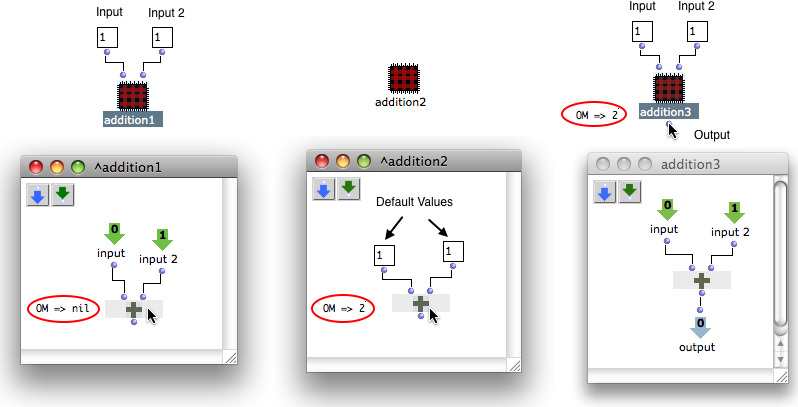 Input Input 2
1 1
addition1
^addition1
0 1
input input 2
OM => nil
addition2
^addition2
Default Values
1 1
OM => 2
Input Input 2
1 1
OM => 2
addition3
Output
addition3
0 1
input input 2
0
output